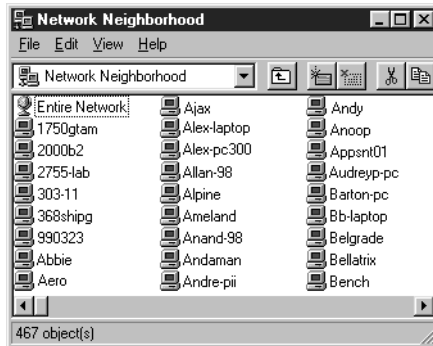 Network Neighborhood
File Edit View Help
Network Neighborhood
Entire Network
1750gtam
2000b2
2755-lab
303-11
368shipg
990323
Abbie
Aero
Ajax
Alex-laptop
Alex-pc300
Allan-98
Alpine
Ameland
Anand-98
Andaman
Andre-pii
Andy
Anoop
Appsnt01
Audreyp-pc
Barton-pc
Bb-laptop
Belgrade
Bellatrix
Bench
467 object(s)